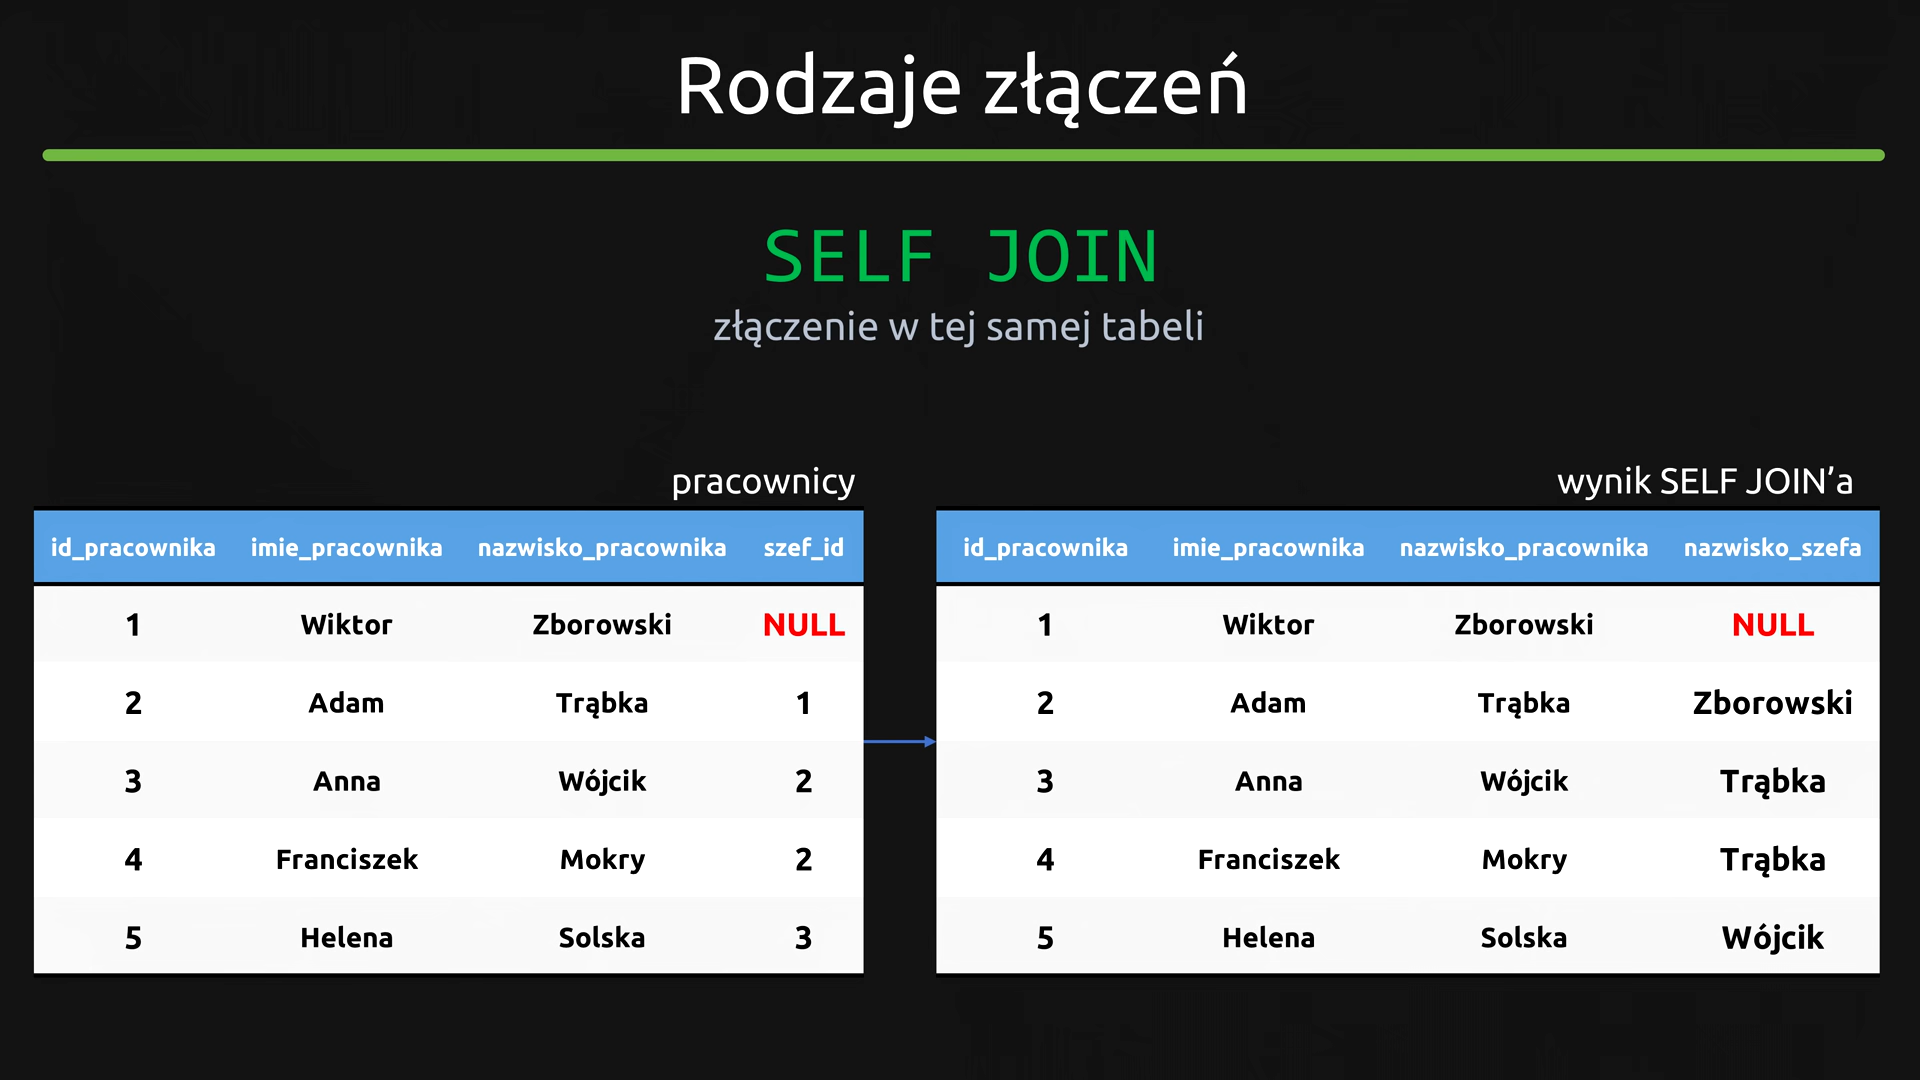 Rodzaje złączeń
SELF JOIN
złączenie w tej samej tabeli
pracownicy
id_pracownika imie_pracownika nazwisko_pracownika szef_id
1 Wiktor Zborowski NULL
2 Adam Trąbka 1
3 Anna Wójcik 2
4 Franciszek Mokry 2
5 Helena Solska 3
wynik SELF JOIN’a
id_pracownika imie_pracownika nazwisko_pracownika nazwisko_szefa
1 Wiktor Zborowski NULL
2 Adam Trąbka Zborowski
3 Anna Wójcik Trąbka
4 Franciszek Mokry Trąbka
5 Helena Solska Wójcik